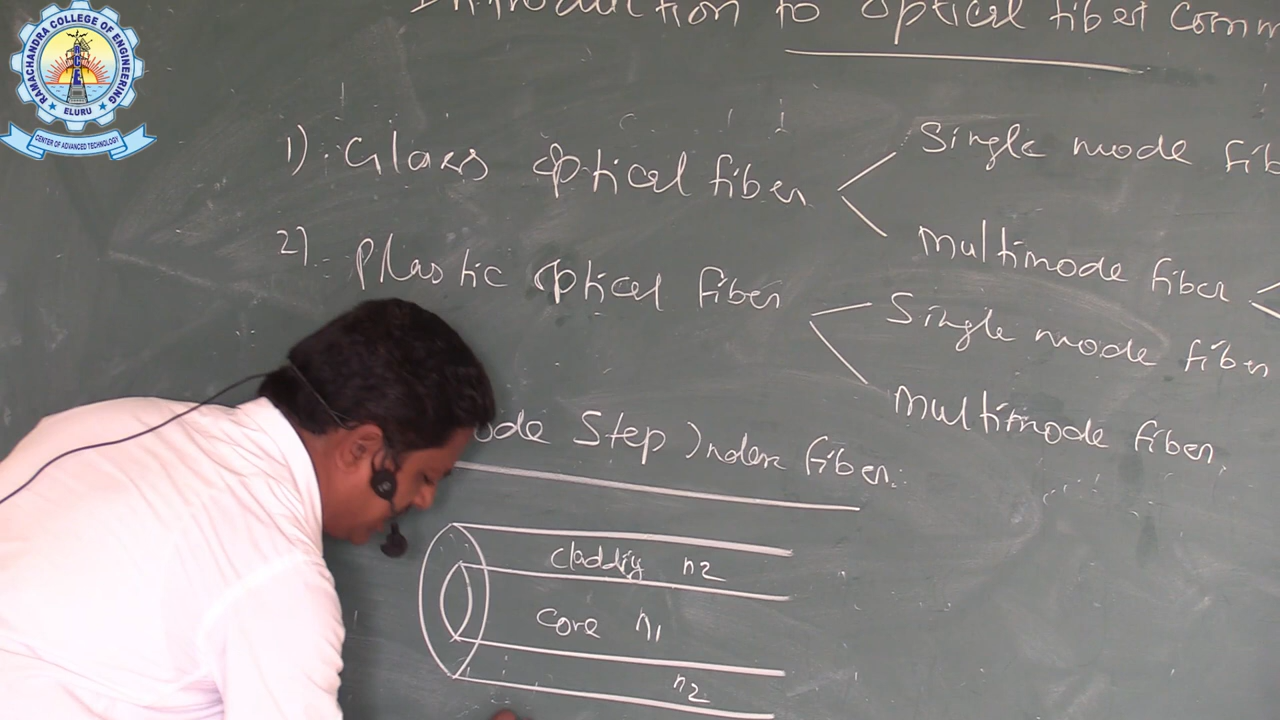 RAMACHANDRA COLLEGE OF ENGINEERING
ELURU
CENTER OF ADVANCED TECHNOLOGY
Introduction to optical fiber Comm
1). Glass optical fiber
Single mode fib
Multimode fiber
2). Plastic optical fiber
Single mode fiber
Multimode fiber.
ode Step Index fiber.
claddig n2
core n1
n2